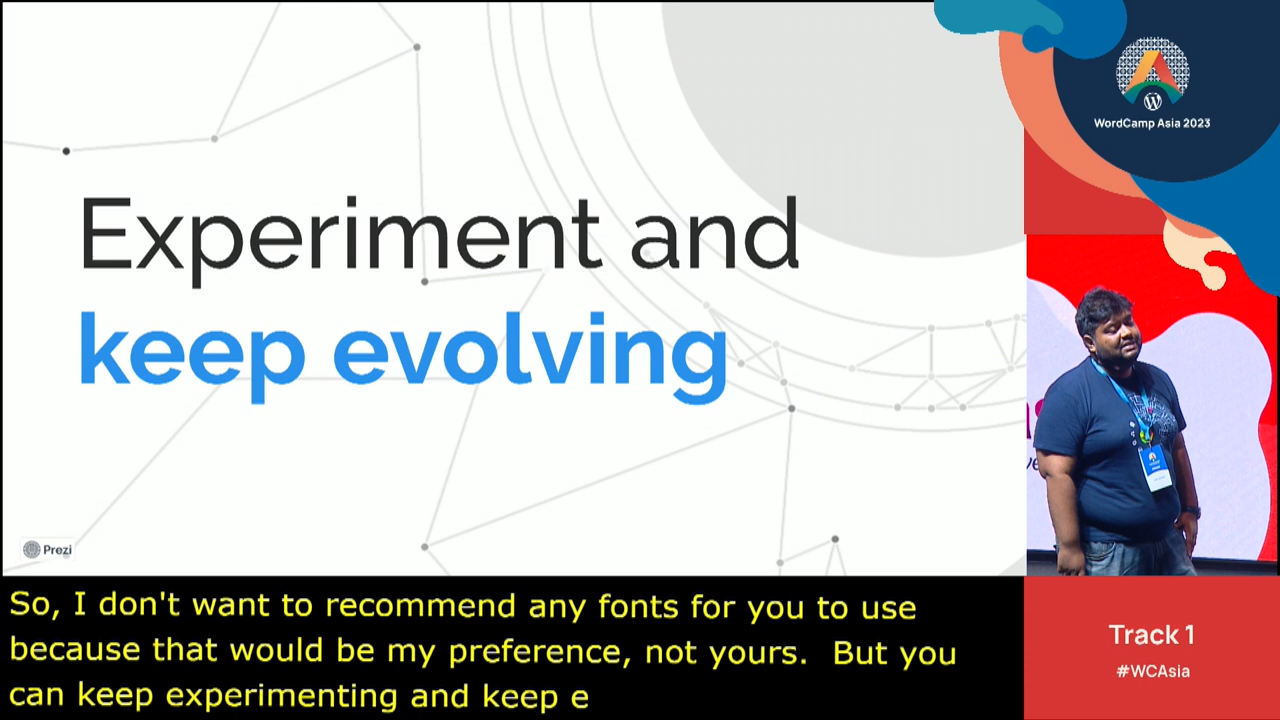 Experiment and
keep evolving
Prezi
WordCamp Asia 2023
So, I don't want to recommend any fonts for you to use
because that would be my preference, not yours.  But you
can keep experimenting and keep e
Track 1
#WCAsia